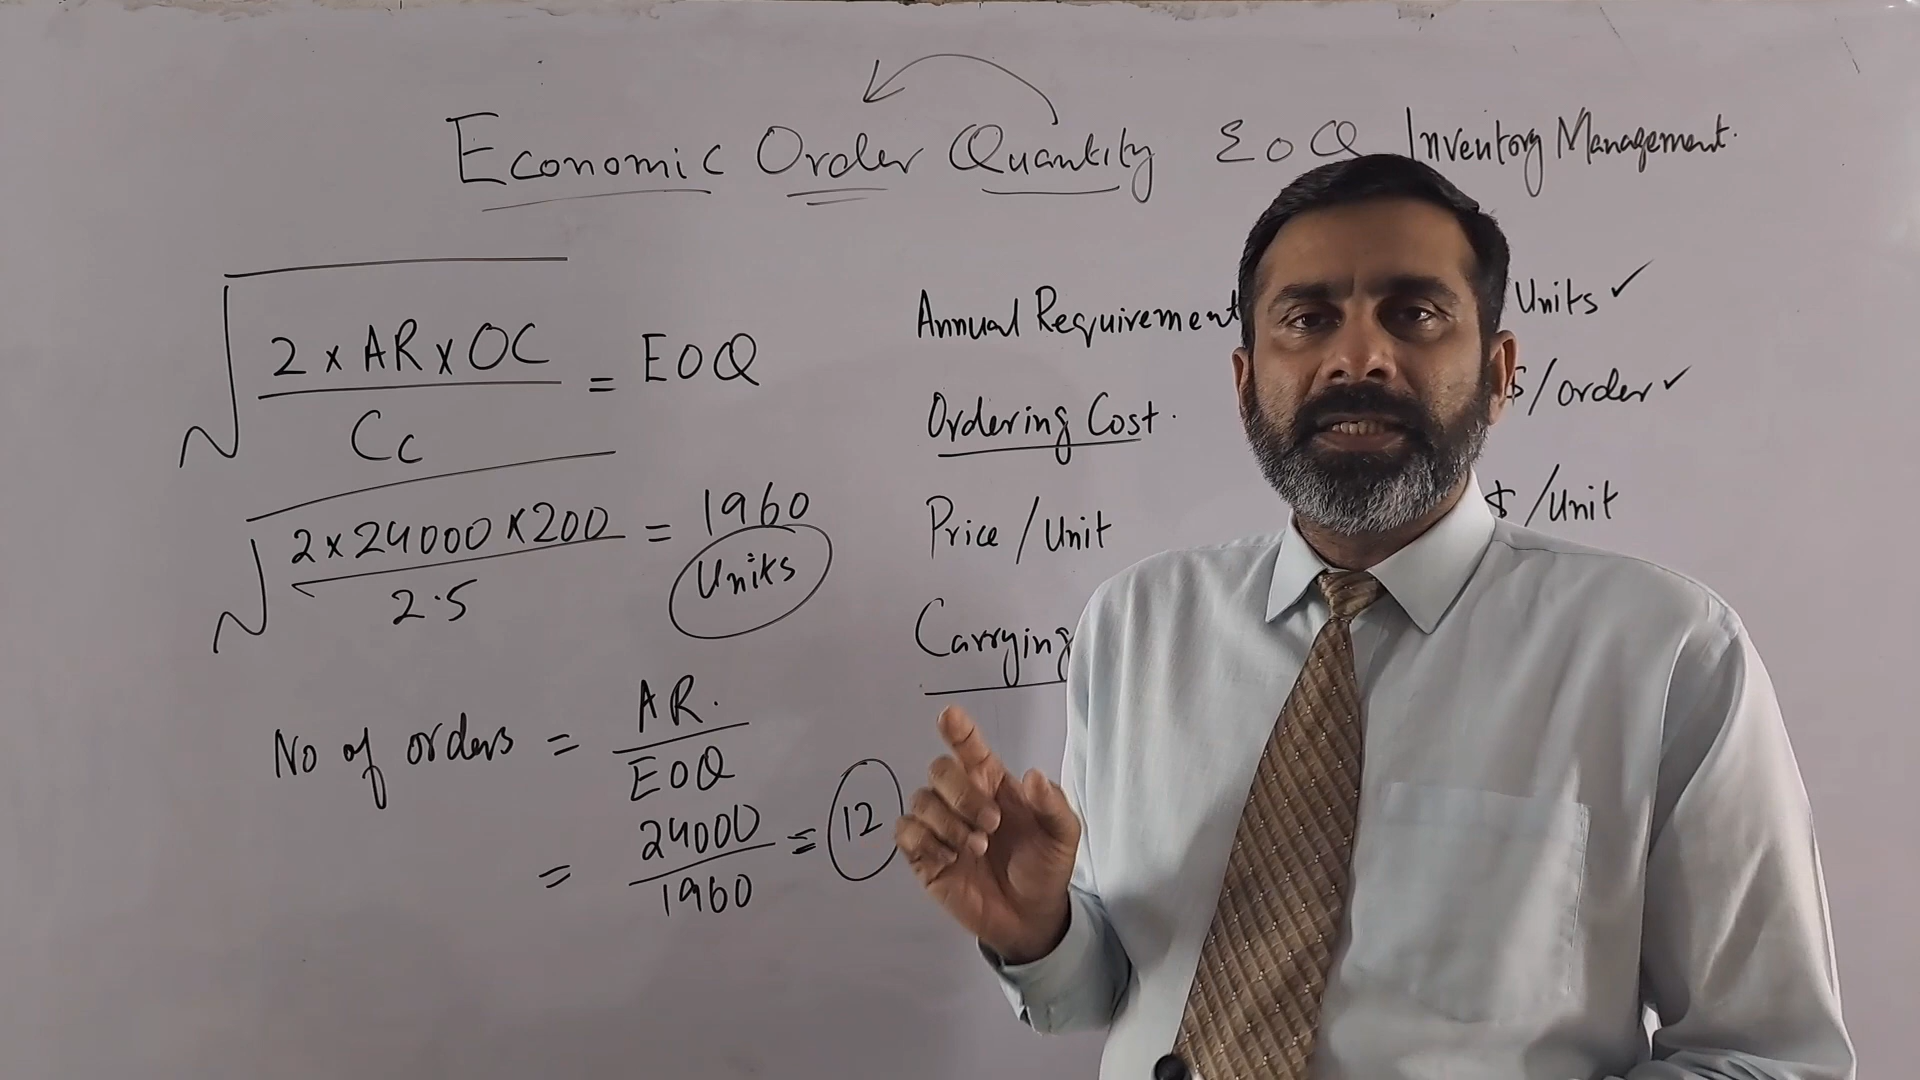 Economic Order Quantity EOQ Inventory Management.
2 x AR x OC
Cc
= EOQ
2 x 24000 x 200
2.5
= 1960
Units
No of orders = AR.
EOQ
= 24000
1960
= 12
Annual Requirement Units ✓
Ordering Cost. $/order ✓
Price/Unit $/Unit
Carrying